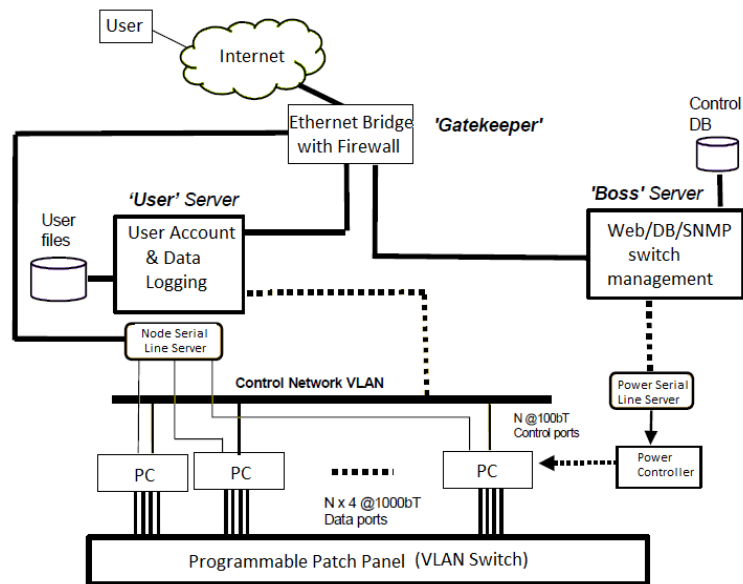 User
Internet
Ethernet Bridge
with Firewall
'Gatekeeper'
Control
DB
'User' Server
'Boss' Server
User
files
User Account
& Data
Logging
Web/DB/SNMP
switch
management
Node Serial
Line Server
Control Network VLAN
Power Serial
Line Server
N @100bT
Control ports
PC
PC
PC
Power
Controller
N x 4 @1000bT
Data ports
Programmable Patch Panel (VLAN Switch)